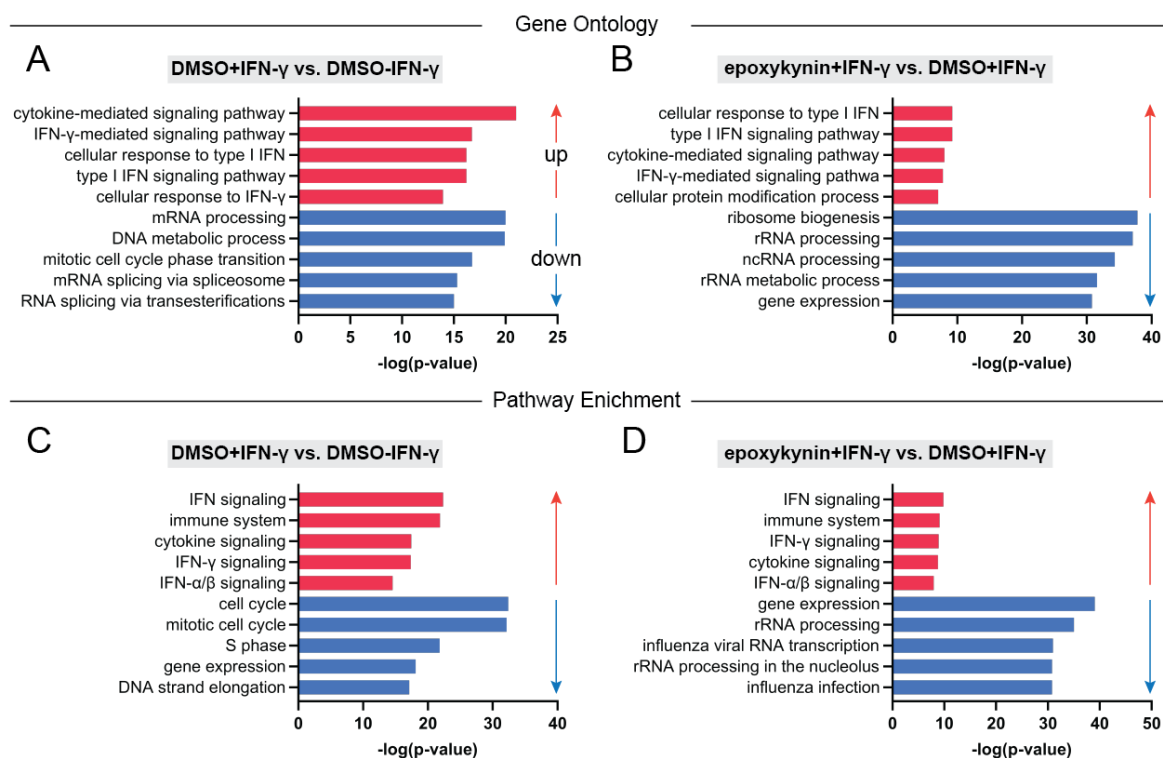 Gene Ontology
A
DMSO+IFN-γ vs. DMSO-IFN-γ
cytokine-mediated signaling pathway
IFN-γ-mediated signaling pathway
cellular response to type I IFN
type I IFN signaling pathway
cellular response to IFN-γ
mRNA processing
DNA metabolic process
mitotic cell cycle phase transition
mRNA splicing via spliceosome
RNA splicing via transesterifications
up
down
0 5 10 15 20 25
-log(p-value)
B
epoxykynin+IFN-γ vs. DMSO+IFN-γ
cellular response to type I IFN
type I IFN signaling pathway
cytokine-mediated signaling pathway
IFN-γ-mediated signaling pathwa
cellular protein modification process
ribosome biogenesis
rRNA processing
ncRNA processing
rRNA metabolic process
gene expression
0 10 20 30 40
-log(p-value)
Pathway Enichment
C
DMSO+IFN-γ vs. DMSO-IFN-γ
IFN signaling
immune system
cytokine signaling
IFN-γ signaling
IFN-α/β signaling
cell cycle
mitotic cell cycle
S phase
gene expression
DNA strand elongation
0 10 20 30 40
-log(p-value)
D
epoxykynin+IFN-γ vs. DMSO+IFN-γ
IFN signaling
immune system
IFN-γ signaling
cytokine signaling
IFN-α/β signaling
gene expression
rRNA processing
influenza viral RNA transcription
rRNA processing in the nucleolus
influenza infection
0 10 20 30 40 50
-log(p-value)